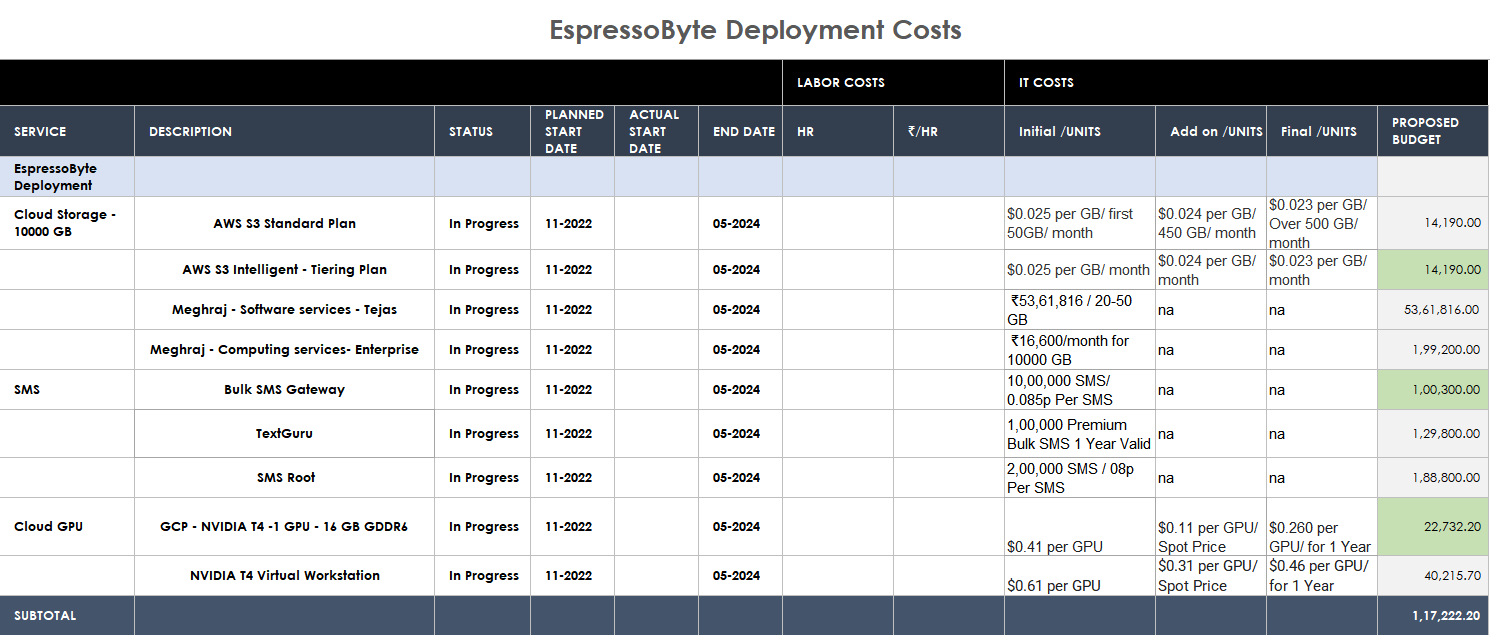 EspressoByte Deployment Costs
LABOR COSTS
IT COSTS
SERVICE
DESCRIPTION
STATUS
PLANNED
START
DATE
ACTUAL
START
DATE
END DATE
HR
₹/HR
Initial /UNITS
Add on /UNITS
Final /UNITS
PROPOSED
BUDGET
EspressoByte
Deployment
Cloud Storage -
10000 GB
AWS S3 Standard Plan
In Progress
11-2022
05-2024
$0.025 per GB/ first
50GB/ month
$0.024 per GB/
450 GB/ month
$0.023 per GB/
Over 500 GB/
month
14,190.00
AWS S3 Intelligent - Tiering Plan
In Progress
11-2022
05-2024
$0.025 per GB/ month
$0.024 per GB/
month
$0.023 per GB/
month
14,190.00
Meghraj - Software services - Tejas
In Progress
11-2022
05-2024
₹53,61,816 / 20-50
GB
na
na
53,61,816.00
Meghraj - Computing services- Enterprise
In Progress
11-2022
05-2024
₹16,600/month for
10000 GB
na
na
1,99,200.00
SMS
Bulk SMS Gateway
In Progress
11-2022
05-2024
10,00,000 SMS/
0.085p Per SMS
na
na
1,00,300.00
TextGuru
In Progress
11-2022
05-2024
1,00,000 Premium
Bulk SMS 1 Year Valid
na
na
1,29,800.00
SMS Root
In Progress
11-2022
05-2024
2,00,000 SMS / 08p
Per SMS
na
na
1,88,800.00
Cloud GPU
GCP - NVIDIA T4 -1 GPU - 16 GB GDDR6
In Progress
11-2022
05-2024
$0.41 per GPU
$0.11 per GPU/
Spot Price
$0.260 per
GPU/ for 1 Year
22,732.20
NVIDIA T4 Virtual Workstation
In Progress
11-2022
05-2024
$0.61 per GPU
$0.31 per GPU/
Spot Price
$0.46 per GPU/
for 1 Year
40,215.70
SUBTOTAL
1,17,222.20